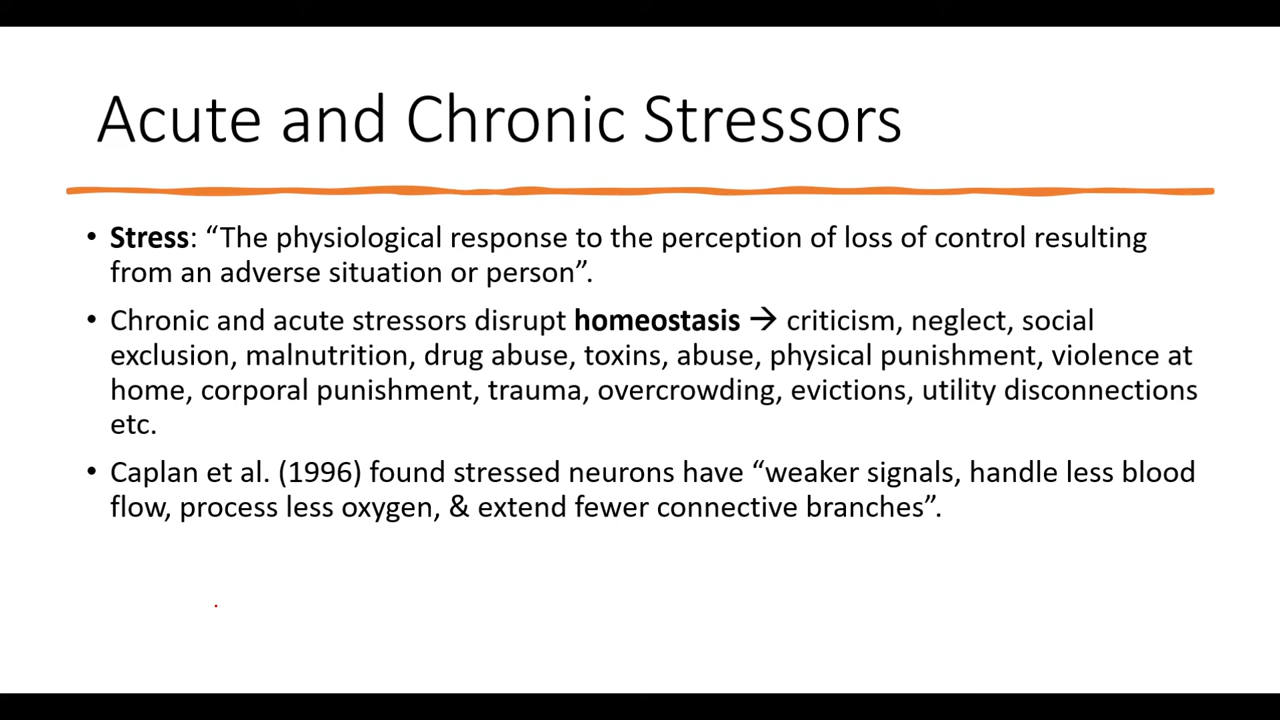 Acute and Chronic Stressors
• Stress: “The physiological response to the perception of loss of control resulting
from an adverse situation or person”.
• Chronic and acute stressors disrupt homeostasis → criticism, neglect, social
exclusion, malnutrition, drug abuse, toxins, abuse, physical punishment, violence at
home, corporal punishment, trauma, overcrowding, evictions, utility disconnections
etc.
• Caplan et al. (1996) found stressed neurons have “weaker signals, handle less blood
flow, process less oxygen, & extend fewer connective branches”.